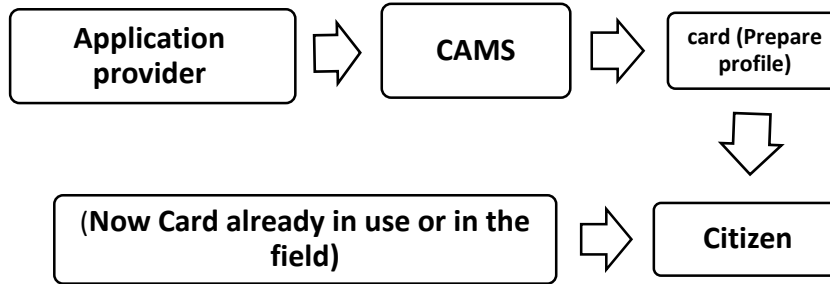 Application
provider
CAMS
card (Prepare
profile)
(Now Card already in use or in the
field)
Citizen